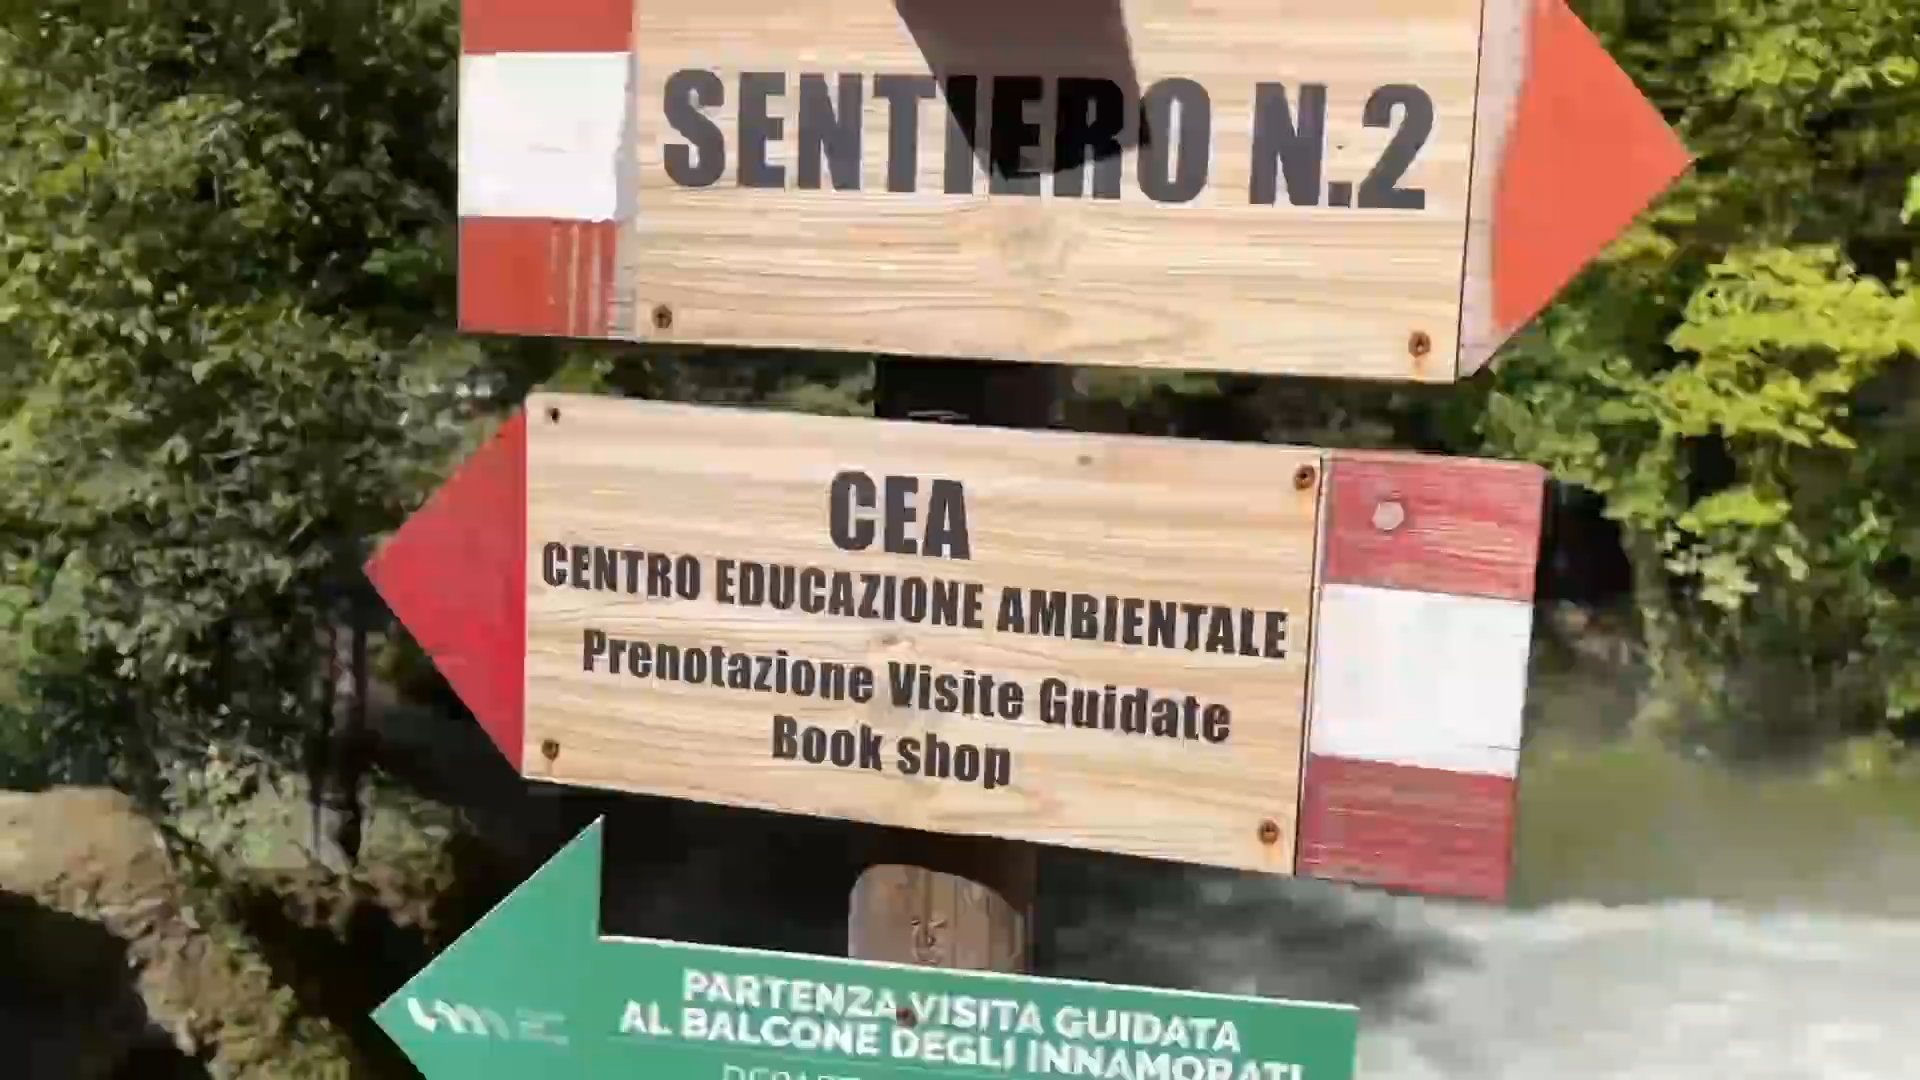 SENTIERO N.2
CEA
CENTRO EDUCAZIONE AMBIENTALE
Prenotazione Visite Guidate
Book shop
PARTENZA VISITA GUIDATA
AL BALCONE DEGLI INNAMORATI